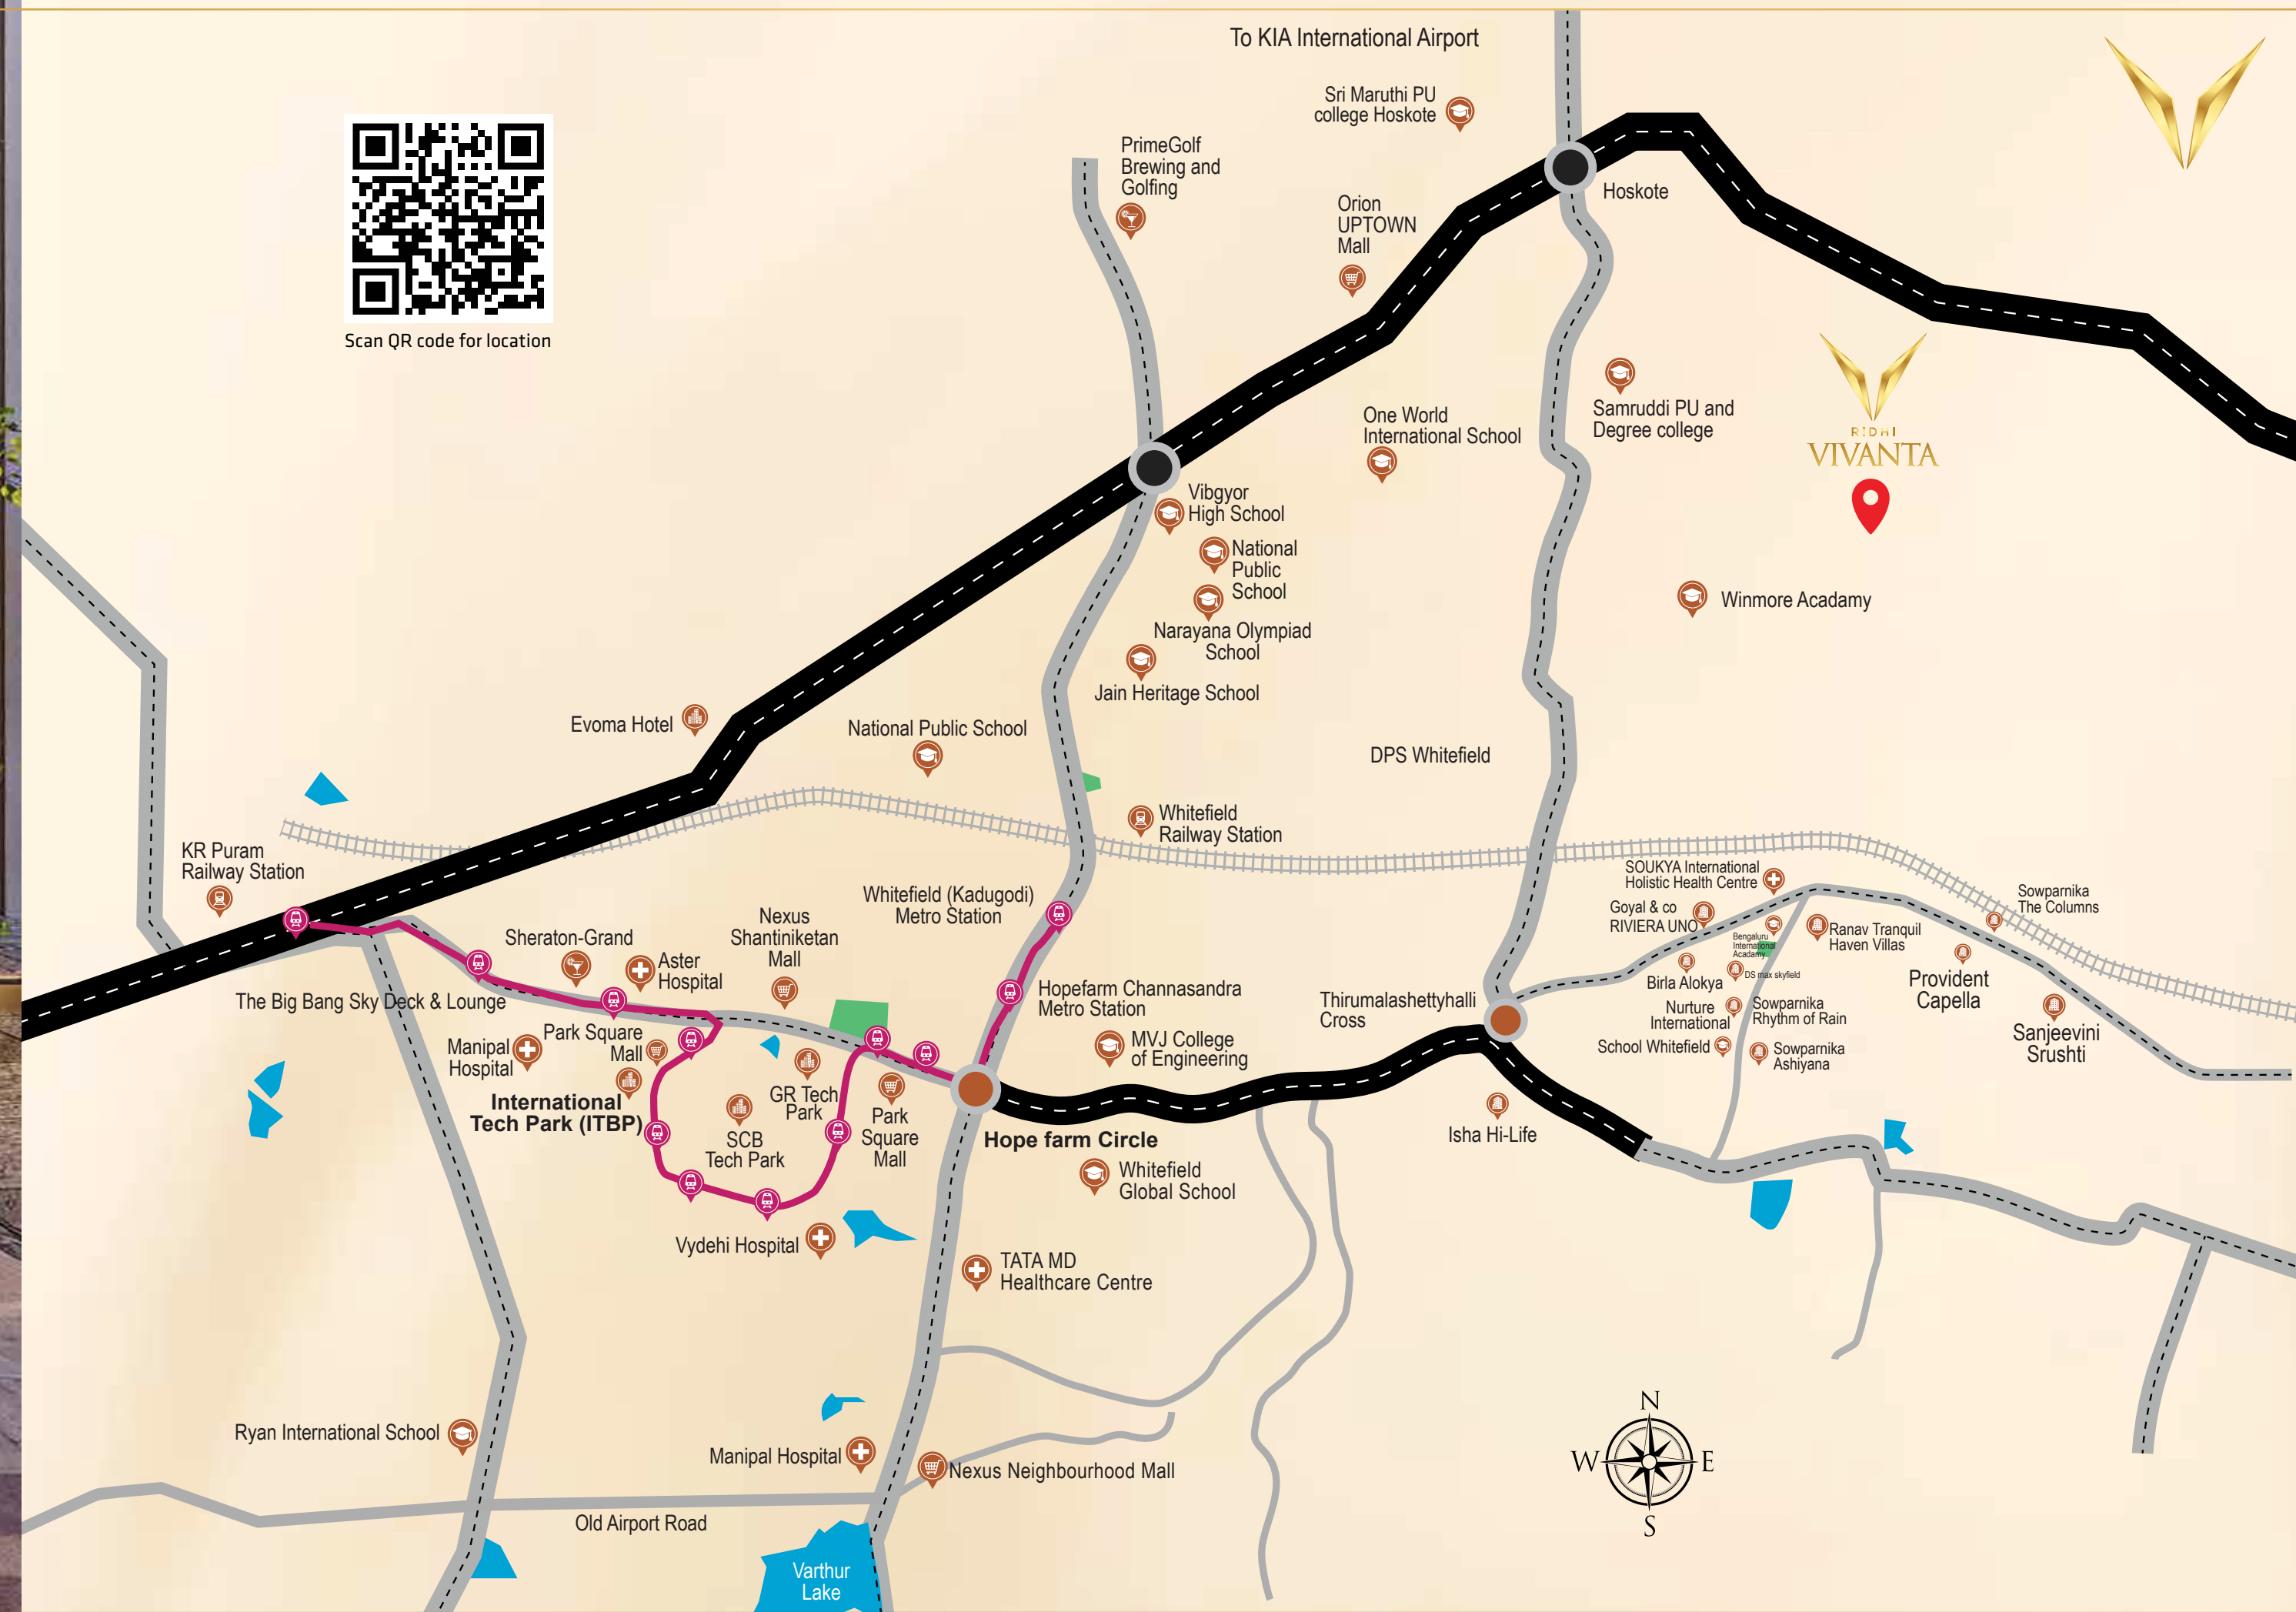 To KIA International Airport
Sri Maruthi PU
college Hoskote
PrimeGolf
Brewing and
Golfing
Orion
UPTOWN
Mall
Hoskote
Scan QR code for location
RIDHI
VIVANTA
One World
International School
Samruddi PU and
Degree college
Vibgyor
High School
National
Public
School
Winmore Acadamy
Narayana Olympiad
School
Jain Heritage School
Evoma Hotel
National Public School
DPS Whitefield
Whitefield
Railway Station
KR Puram
Railway Station
Whitefield (Kadugodi)
Metro Station
SOUKYA International
Holistic Health Centre
Goyal & co
RIVIERA UNO
Bengaluru
International
Acadamy
Ranav Tranquil
Haven Villas
Sowparnika
The Columns
Birla Alokya
DS max skyfield
Provident
Capella
Nurture
International
School Whitefield
Sowparnika
Rhythm of Rain
Sowparnika
Ashiyana
Sanjeevini
Srushti
Sheraton-Grand
Nexus
Shantiniketan
Mall
Aster
Hospital
The Big Bang Sky Deck & Lounge
Hopefarm Channasandra
Metro Station
Thirumalashettyhalli
Cross
Manipal
Hospital
Park Square
Mall
MVJ College
of Engineering
International
Tech Park (ITBP)
GR Tech
Park
SCB
Tech Park
Park
Square
Mall
Hope farm Circle
Isha Hi-Life
Whitefield
Global School
Vydehi Hospital
TATA MD
Healthcare Centre
Ryan International School
Manipal Hospital
Nexus Neighbourhood Mall
Old Airport Road
Varthur
Lake
N
W
E
S